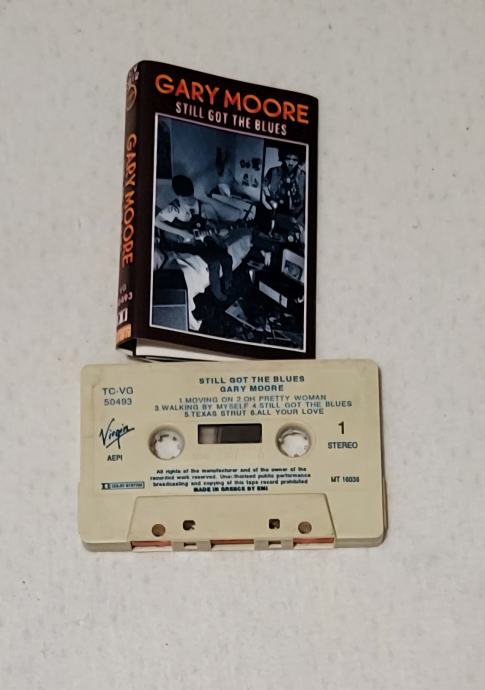 GARY MOORE
STILL GOT THE BLUES
GARY MOORE
STILL GOT THE BLUES
GARY MOORE
1.MOVING ON 2.OH PRETTY WOMAN
3.WALKING BY MYSELF 4.STILL GOT THE BLUES
5.TEXAS STRUT 6.ALL YOUR LOVE
TC-VG
50493
Virgin
AEPI
1
STEREO
All rights of the manufacturer and of the owner of the
recorded work reserved. Unauthorised public performance
broadcasting and copying of this tape record prohibited
MADE IN GREECE BY EMI
MT 16038